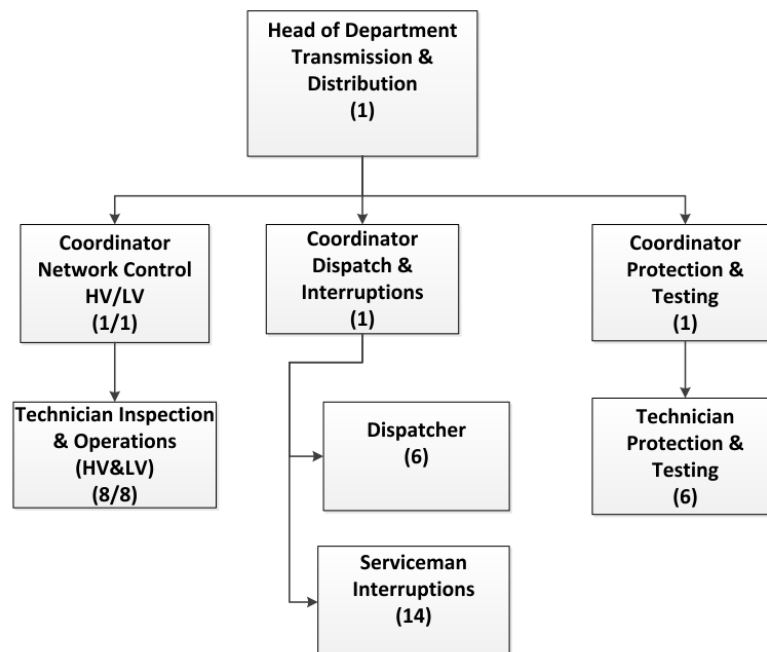 Head of Department
Transmission &
Distribution
(1)
Coordinator
Network Control
HV/LV
(1/1)
Coordinator
Dispatch &
Interruptions
(1)
Coordinator
Protection &
Testing
(1)
Technician Inspection
& Operations
(HV&LV)
(8/8)
Dispatcher
(6)
Technician
Protection &
Testing
(6)
Serviceman
Interruptions
(14)